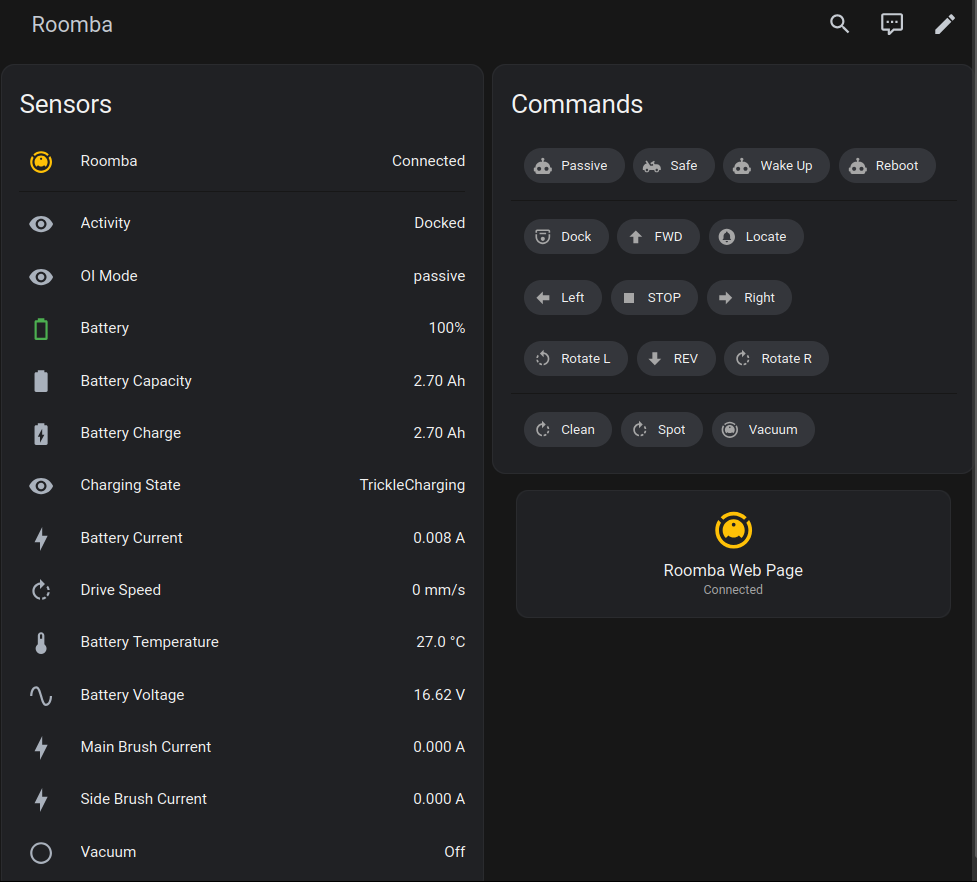 Roomba
Sensors
Roomba Connected
Activity Docked
OI Mode passive
Battery 100%
Battery Capacity 2.70 Ah
Battery Charge 2.70 Ah
Charging State TrickleCharging
Battery Current 0.008 A
Drive Speed 0 mm/s
Battery Temperature 27.0 °C
Battery Voltage 16.62 V
Main Brush Current 0.000 A
Side Brush Current 0.000 A
Vacuum Off
Commands
Passive Safe Wake Up Reboot
Dock FWD Locate
Left STOP Right
Rotate L REV Rotate R
Clean Spot Vacuum
Roomba Web Page
Connected